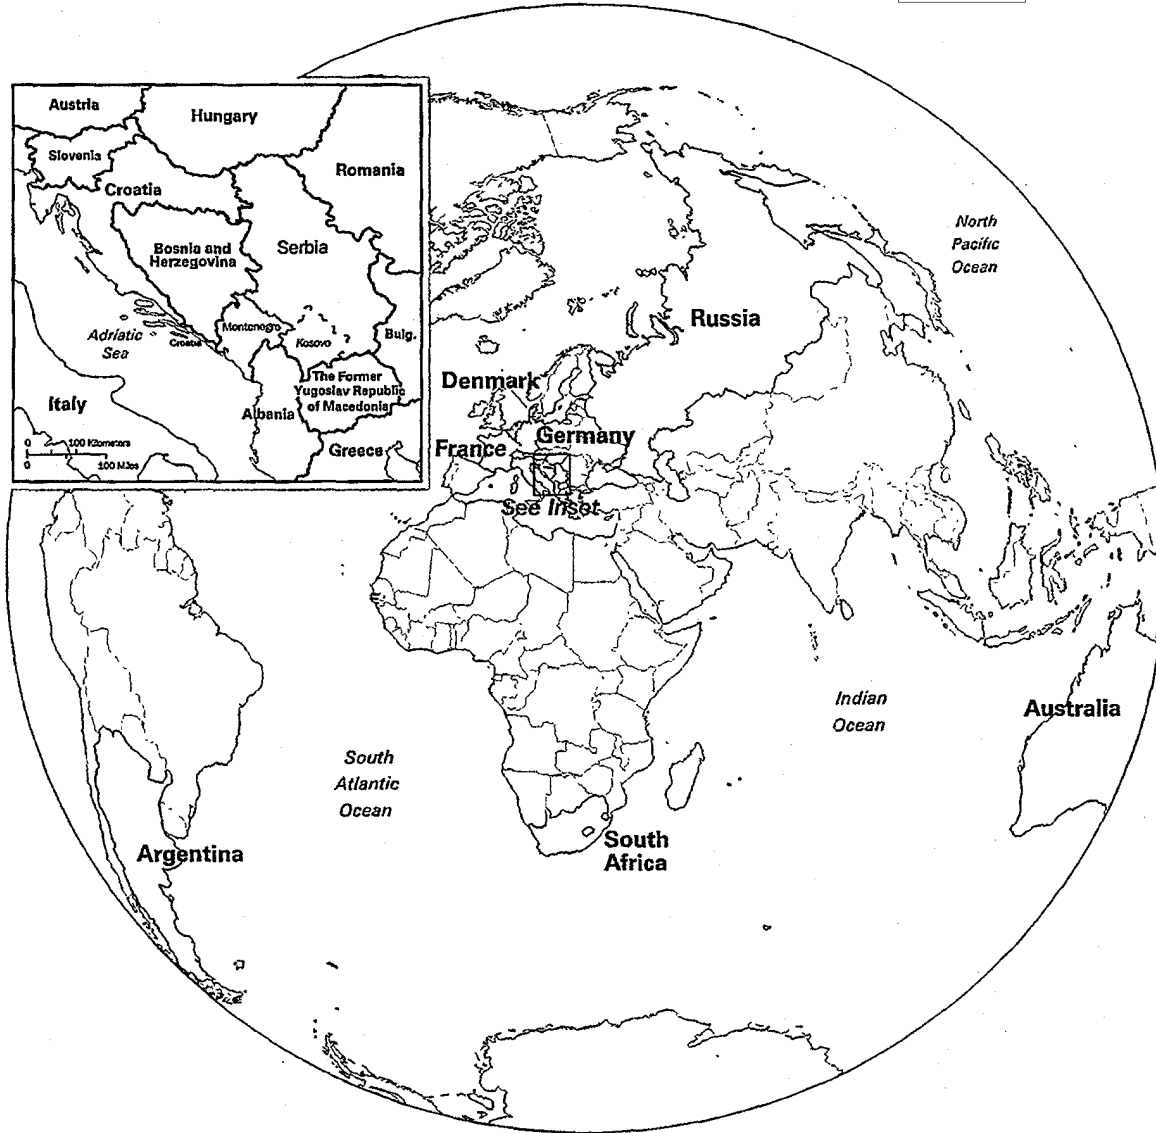 Austria
Hungary
Slovenia
Romania
Croatia
Bosnia and
Herzegovina
Serbia
Adriatic
Sea
Croatia
Montenegro
Kosovo
Bulg.
The Former
Yugoslav Republic
of Macedonia
Italy
Albania
Greece
0 100 Kilometers
0 100 Miles
North
Pacific
Ocean
Russia
Denmark
Germany
France
See Inset
Indian
Ocean
Australia
South
Atlantic
Ocean
Argentina
South
Africa